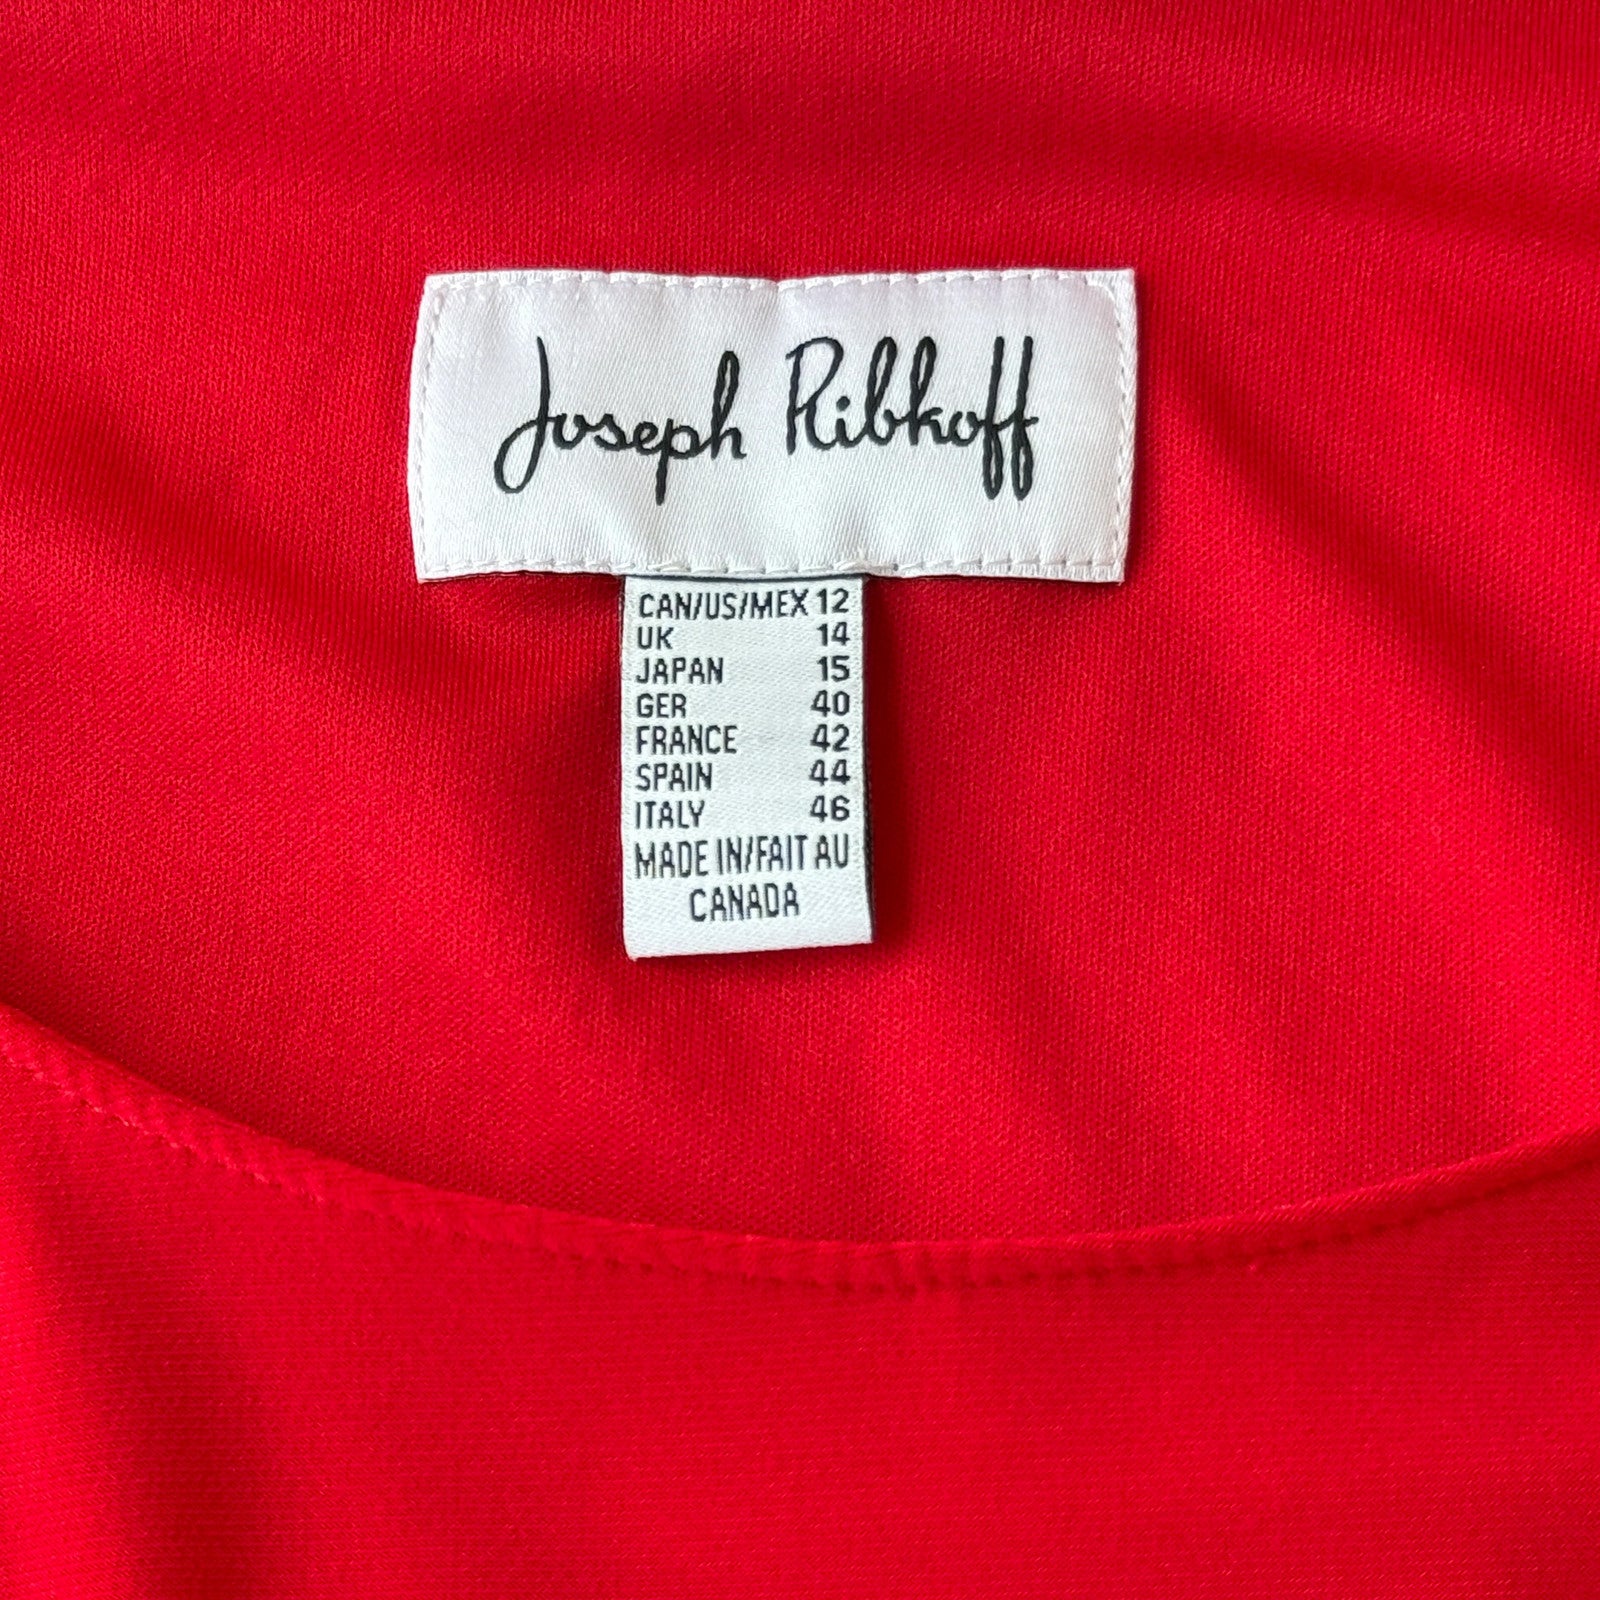 Joseph Ribkoff
CAN/US/MEX 12
UK 14
JAPAN 15
GER 40
FRANCE 42
SPAIN 44
ITALY 46
MADE IN/FAIT AU
CANADA